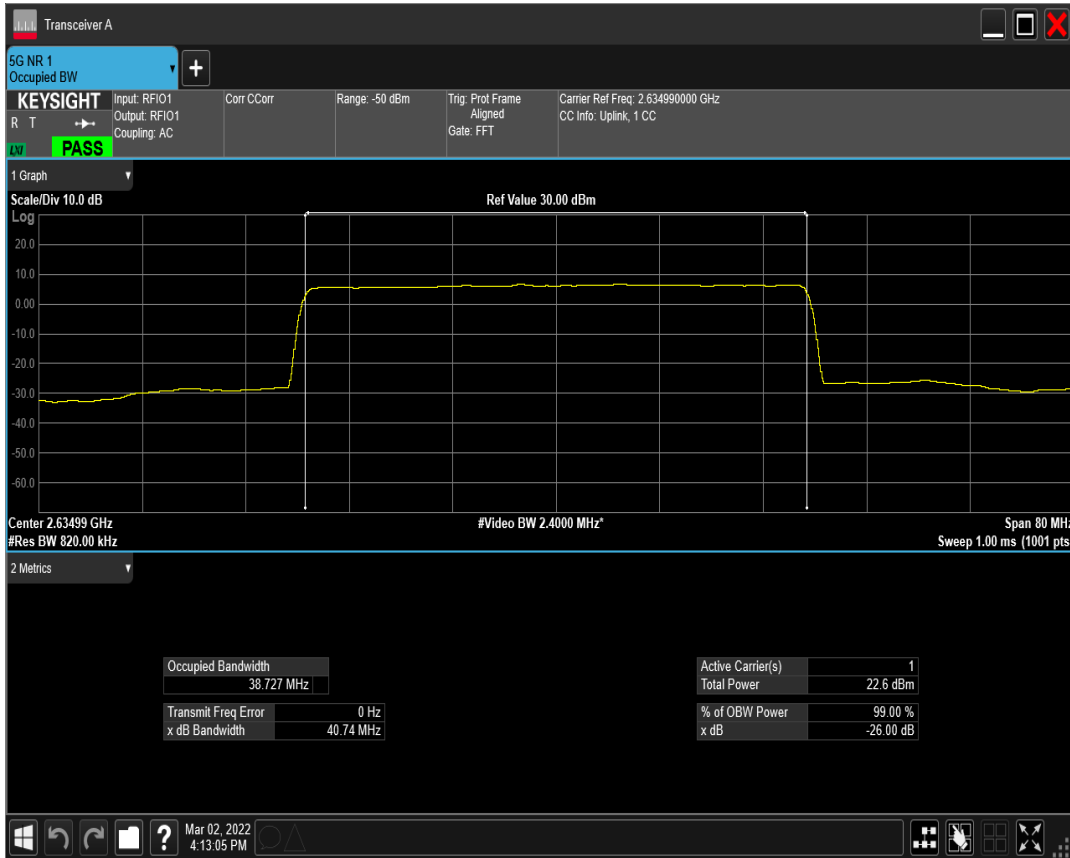 Transceiver A
5G NR 1
Occupied BW
KEYSIGHT
R T
LXI
PASS
Input: RFIO1
Output: RFIO1
Coupling: AC
Corr CCorr
Range: -50 dBm
Trig: Prot Frame
Aligned
Gate: FFT
Carrier Ref Freq: 2.634990000 GHz
CC Info: Uplink, 1 CC
1 Graph
Scale/Div 10.0 dB
Ref Value 30.00 dBm
Log
20.0
10.0
0.00
-10.0
-20.0
-30.0
-40.0
-50.0
-60.0
Center 2.63499 GHz
#Video BW 2.4000 MHz*
Span 80 MHz
#Res BW 820.00 kHz
Sweep 1.00 ms (1001 pts
2 Metrics
Occupied Bandwidth
38.727 MHz
Transmit Freq Error 0 Hz
x dB Bandwidth 40.74 MHz
Active Carrier(s) 1
Total Power 22.6 dBm
% of OBW Power 99.00 %
x dB -26.00 dB
?
Mar 02, 2022
4:13:05 PM